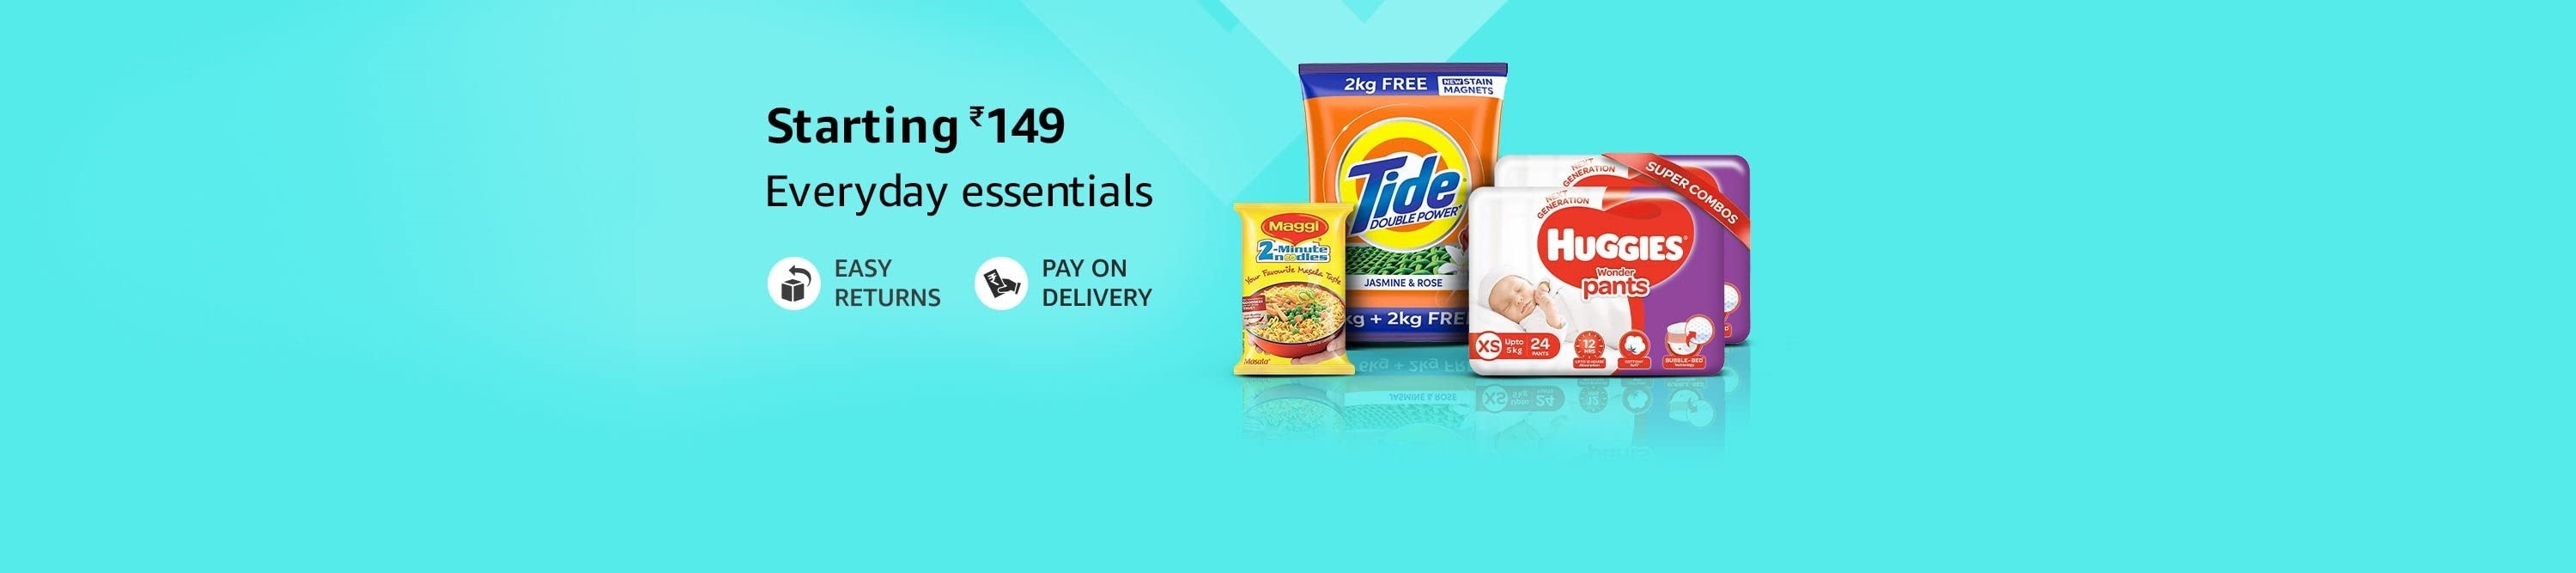 Starting ₹149
Everyday essentials
EASY
RETURNS
PAY ON
DELIVERY
2kg FREE
NEW STAIN
MAGNETS
Tide
DOUBLE POWER+
JASMINE & ROSE
kg + 2kg FREE
Maggi
2-Minute
noodles
Your Favourite Masala Taste
Masala
NEXT
GENERATION
SUPER COMBOS
NEXT
GENERATION
HUGGIES®
Wonder
pants
XS Upto
5kg
24
PANTS
12
HRS
BUBBLE-BED